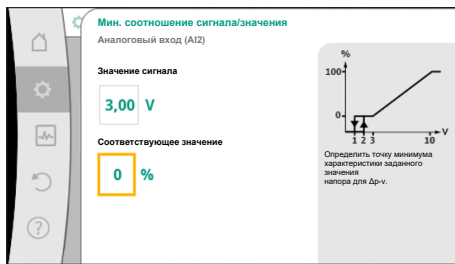 Мин. соотношение сигнала/значения
Аналоговый вход (AI2)
Значение сигнала
3,00 V
Соответствующее значение
0 %
%
100
0
1 2 3 10 V
Определить точку минимума
характеристики заданного
значения
напора для Δp-v.
?